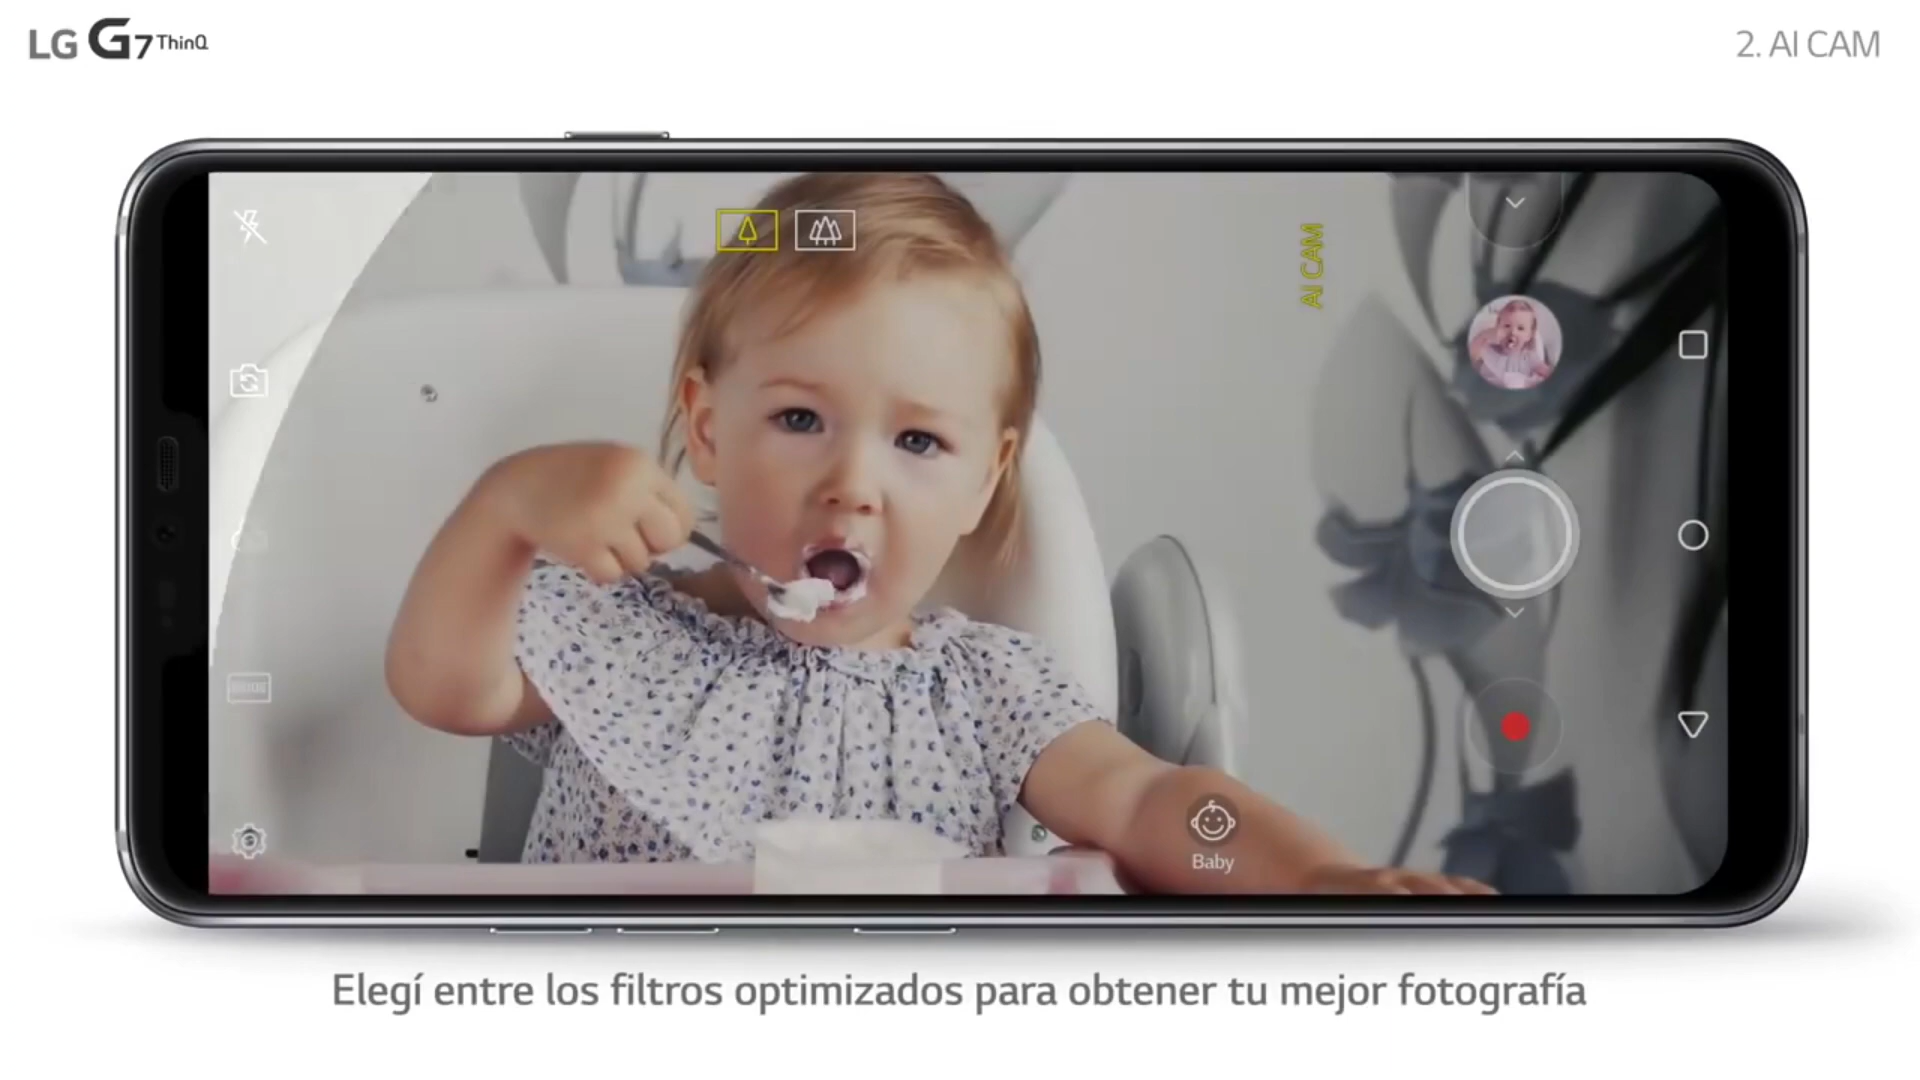 LG G7 ThinQ
2. AI CAM
AI CAM
Baby
Elegí entre los filtros optimizados para obtener tu mejor fotografía